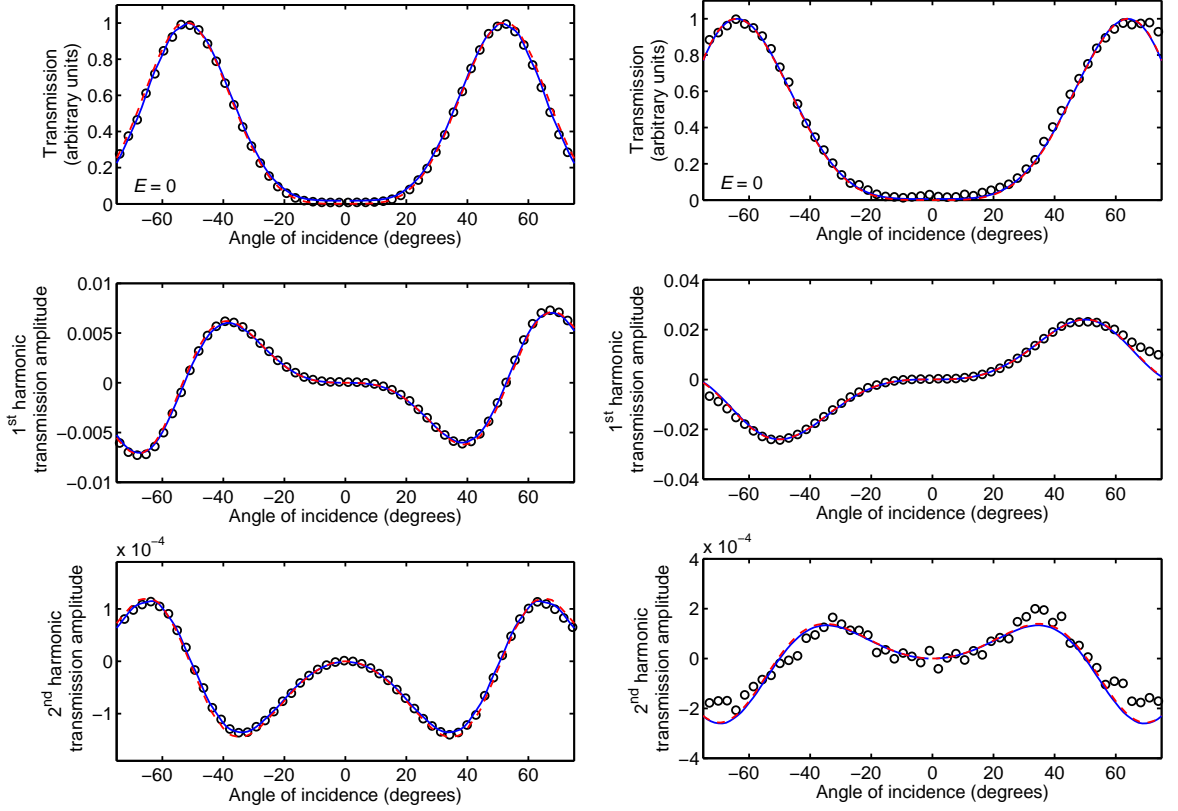 1
0.8
0.6
0.4
0.2
0
Transmission
(arbitrary units)
E = 0
−60 −40 −20 0 20 40 60
Angle of incidence (degrees)
1
0.8
0.6
0.4
0.2
0
Transmission
(arbitrary units)
E = 0
−60 −40 −20 0 20 40 60
Angle of incidence (degrees)
0.01
0.005
0
−0.005
−0.01
1st harmonic
transmission amplitude
−60 −40 −20 0 20 40 60
Angle of incidence (degrees)
0.04
0.02
0
−0.02
−0.04
1st harmonic
transmission amplitude
−60 −40 −20 0 20 40 60
Angle of incidence (degrees)
x 10−4
1
0
−1
2nd harmonic
transmission amplitude
−60 −40 −20 0 20 40 60
Angle of incidence (degrees)
x 10−4
4
2
0
−2
−4
2nd harmonic
transmission amplitude
−60 −40 −20 0 20 40 60
Angle of incidence (degrees)